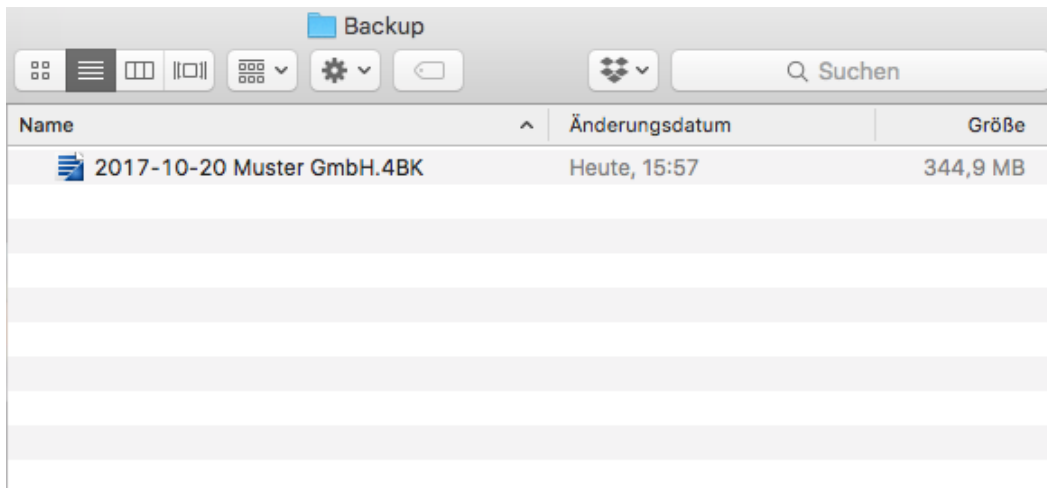 Backup
Suchen
Name Änderungsdatum Größe
2017-10-20 Muster GmbH.4BK Heute, 15:57 344,9 MB